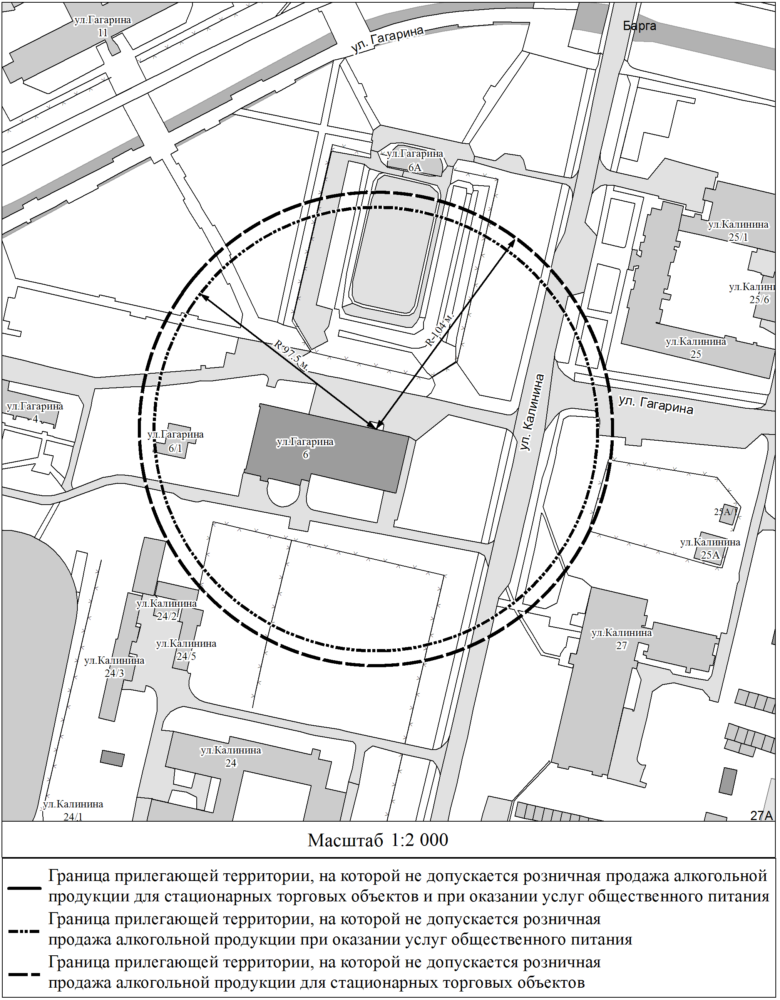 ул.Гагарина
11
ул. Гагарина
Барга
ул.Гагарина
6А
ул.Калинина
25/1
25/6
ул.Калинина
25
R-104 м.
R-97.5 м.
ул. Калинина
ул. Гагарина
ул.Гагарина
4
ул.Гагарина
6/1
ул.Гагарина
6
25А/1
ул.Калинина
25А
ул.Калинина
24/2
ул.Калинина
24/5
ул.Калинина
24/3
ул.Калинина
27
ул.Калинина
24
ул.Калинина
24/1
27А
Масштаб 1:2 000
Граница прилегающей территории, на которой не допускается розничная продажа алкогольной
продукции для стационарных торговых объектов и при оказании услуг общественного питания
Граница прилегающей территории, на которой не допускается розничная
продажа алкогольной продукции при оказании услуг общественного питания
Граница прилегающей территории, на которой не допускается розничная
продажа алкогольной продукции для стационарных торговых объектов